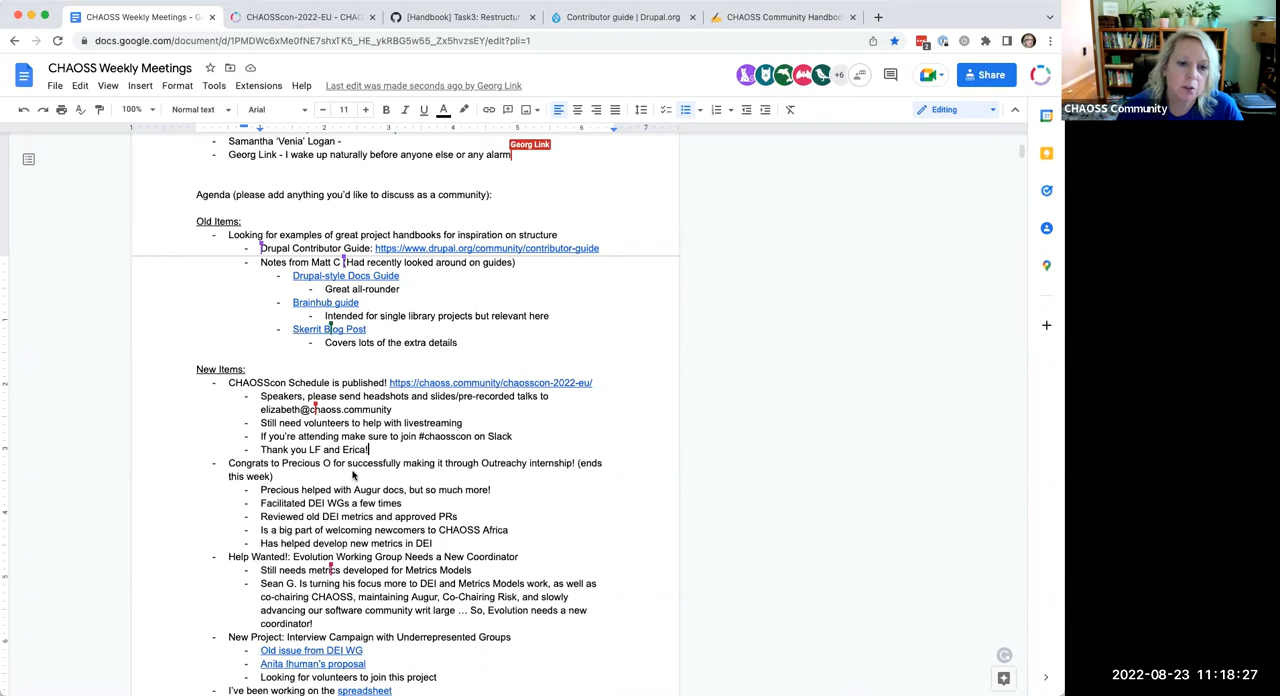 CHAOSS Weekly Meetings - G
CHAOSScon-2022-EU - CHAO
[Handbook] Task3: Restructur
Contributor guide | Drupal.org
CHAOSS Community Handboo
docs.google.com/document/d/1PMDWc6xMe0fNE7shxTK5_HE_ykRBG5w55_Zx5hvzsEY/edit?pli=1
2
CHAOSS Weekly Meetings
File Edit View Insert Format Tools Extensions Help
Last edit was made seconds ago by Georg Link
+6
Share
100%
Normal text
Arial
11
Editing
1 1 2 3 4 5 6 7
Samantha 'Venia' Logan -
Georg Link
- Georg Link - I wake up naturally before anyone else or any alarm
Agenda (please add anything you'd like to discuss as a community):
Old Items:
- Looking for examples of great project handbooks for inspiration on structure
- Drupal Contributor Guide: https://www.drupal.org/community/contributor-guide
- Notes from Matt C (Had recently looked around on guides)
- Drupal-style Docs Guide
- Great all-rounder
- Brainhub guide
- Intended for single library projects but relevant here
- Skerrit Blog Post
- Covers lots of the extra details
New Items:
- CHAOSScon Schedule is published! https://chaoss.community/chaosscon-2022-eu/
- Speakers, please send headshots and slides/pre-recorded talks to
elizabeth@chaoss.community
- Still need volunteers to help with livestreaming
- If you're attending make sure to join #chaosscon on Slack
- Thank you LF and Erica!
- Congrats to Precious O for successfully making it through Outreachy internship! (ends
this week)
- Precious helped with Augur docs, but so much more!
- Facilitated DEI WGs a few times
- Reviewed old DEI metrics and approved PRs
- Is a big part of welcoming newcomers to CHAOSS Africa
- Has helped develop new metrics in DEI
- Help Wanted!: Evolution Working Group Needs a New Coordinator
- Still needs metrics developed for Metrics Models
- Sean G. Is turning his focus more to DEI and Metrics Models work, as well as
co-chairing CHAOSS, maintaining Augur, Co-Chairing Risk, and slowly
advancing our software community writ large … So, Evolution needs a new
coordinator!
- New Project: Interview Campaign with Underrepresented Groups
- Old issue from DEI WG
- Anita Ihuman's proposal
- Looking for volunteers to join this project
- I've been working on the spreadsheet
CHAOSS Community
2022-08-23 11:18:27